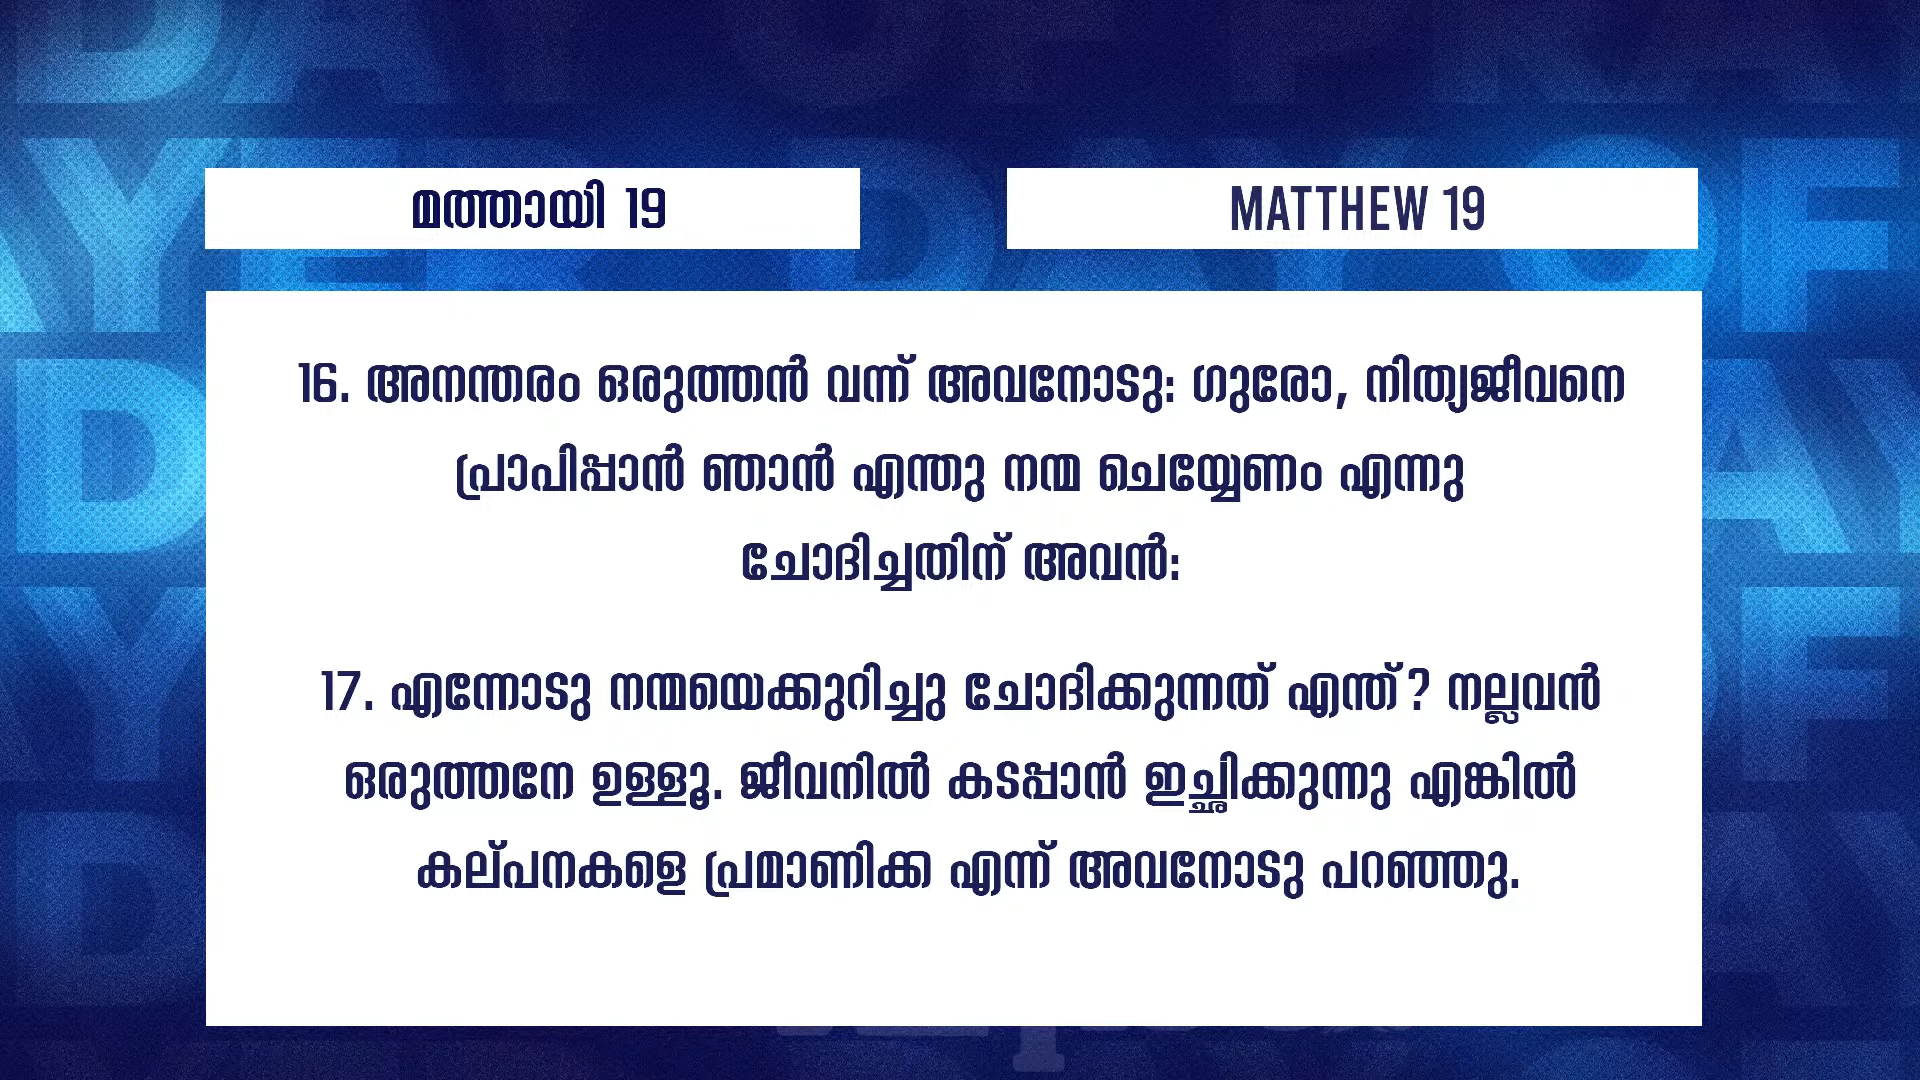 മത്തായി 19
MATTHEW 19
16. അനന്തരം ഒരുത്തൻ വന്ന് അവനോടു: ഗുരോ, നിത്യജീവനെ
പ്രാപിപ്പാൻ ഞാൻ എന്തു നന്മ ചെയ്യേണം എന്നു
ചോദിച്ചതിന് അവൻ:
17. എന്നോടു നന്മയെക്കുറിച്ചു ചോദിക്കുന്നത് എന്ത്? നല്ലവൻ
ഒരുത്തനേ ഉള്ളൂ. ജീവനിൽ കടപ്പാൻ ഇച്ഛിക്കുന്നു എങ്കിൽ
കല്പനകളെ പ്രമാണിക്ക എന്ന് അവനോടു പറഞ്ഞു.